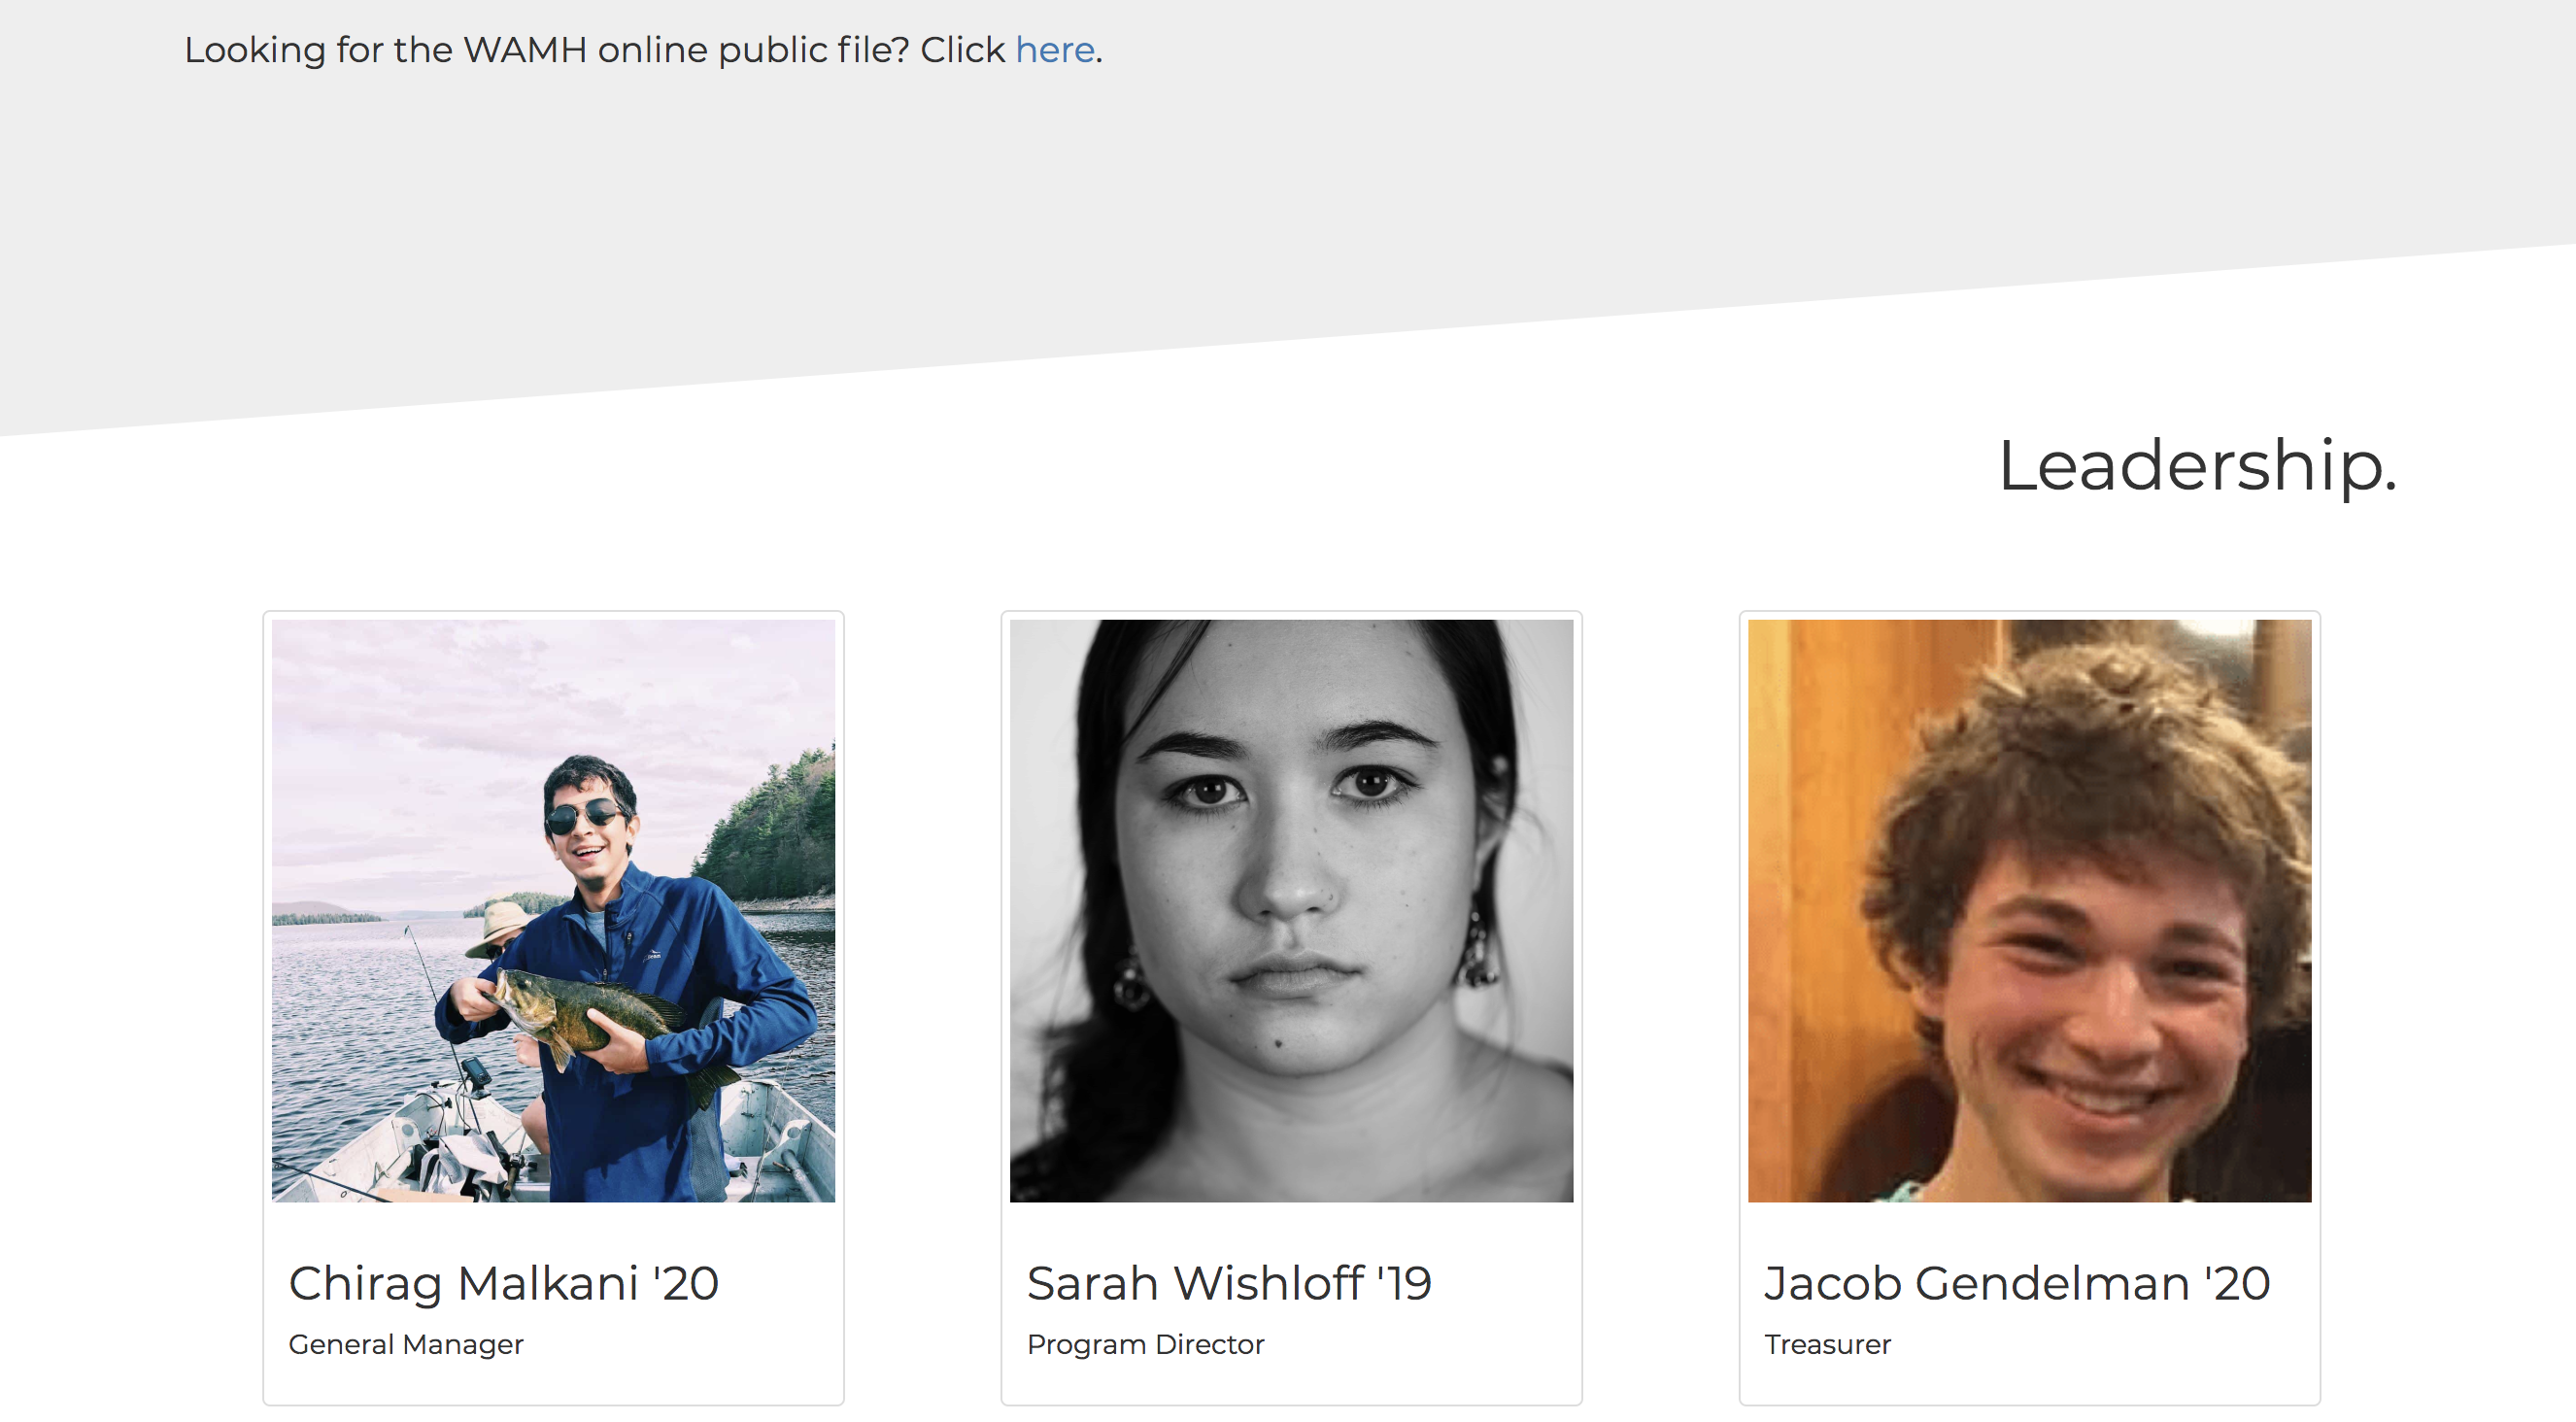 Looking for the WAMH online public file? Click here.
Leadership.
Chirag Malkani '20
General Manager
Sarah Wishloff '19
Program Director
Jacob Gendelman '20
Treasurer